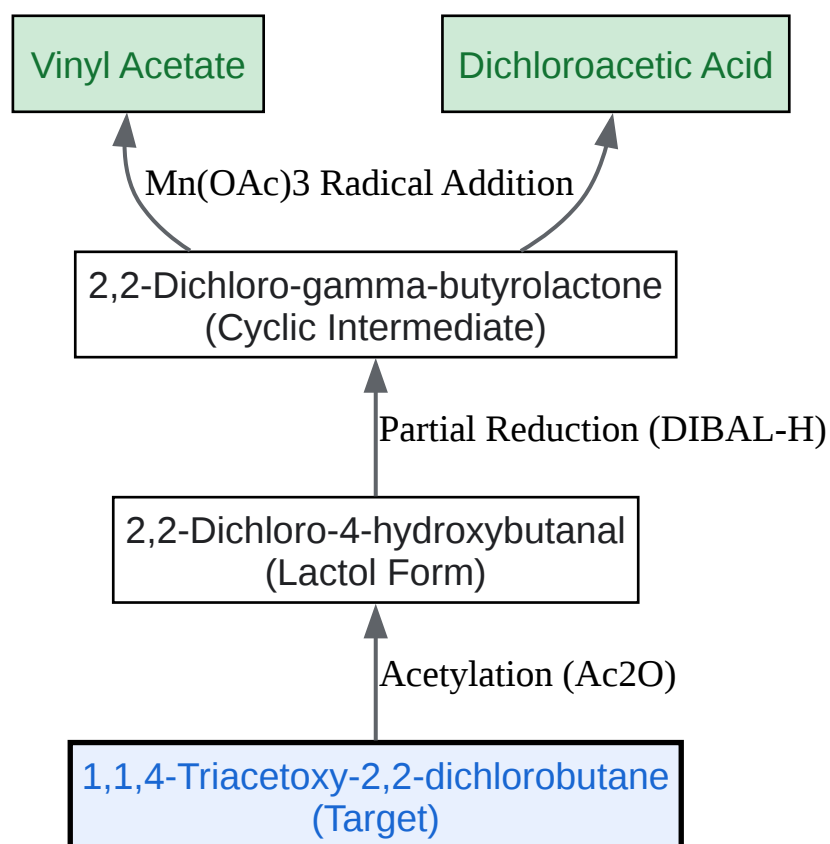 Vinyl Acetate
Dichloroacetic Acid
Mn(OAc)3 Radical Addition
2,2-Dichloro-gamma-butyrolactone
(Cyclic Intermediate)
Partial Reduction (DIBAL-H)
2,2-Dichloro-4-hydroxybutanal
(Lactol Form)
Acetylation (Ac2O)
1,1,4-Triacetoxy-2,2-dichlorobutane
(Target)